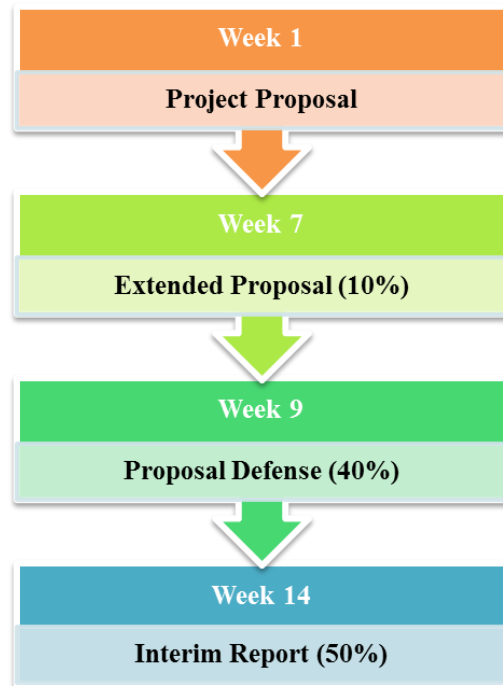 Week 1
Project Proposal
Week 7
Extended Proposal (10%)
Week 9
Proposal Defense (40%)
Week 14
Interim Report (50%)